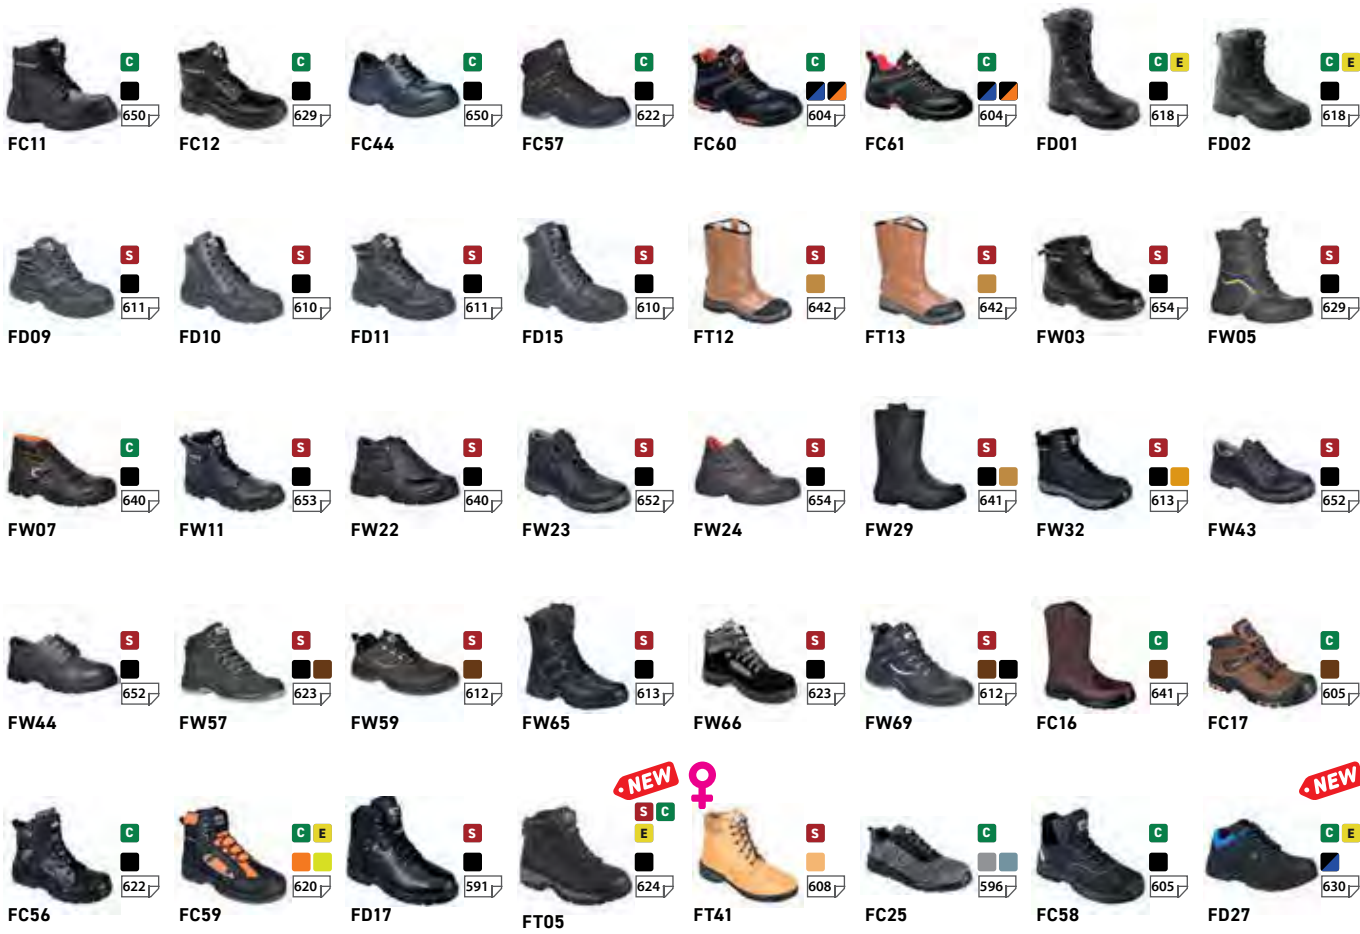 C C C C C C C E C E
650 629 650 622 604 604 618 618
FC11 FC12 FC44 FC57 FC60 FC61 FD01 FD02
S S S S S S S S
611 610 611 610 642 642 654 629
FD09 FD10 FD11 FD15 FT12 FT13 FW03 FW05
C S S S S S S S
640 653 640 652 654 641 613 652
FW07 FW11 FW22 FW23 FW24 FW29 FW32 FW43
S S S S S S C C
652 623 612 613 623 612 641 605
FW44 FW57 FW59 FW65 FW66 FW69 FC16 FC17
NEW NEW
S C
C C E S E S C C C E
622 620 591 624 608 596 605 630
FC56 FC59 FD17 FT05 FT41 FC25 FC58 FD27